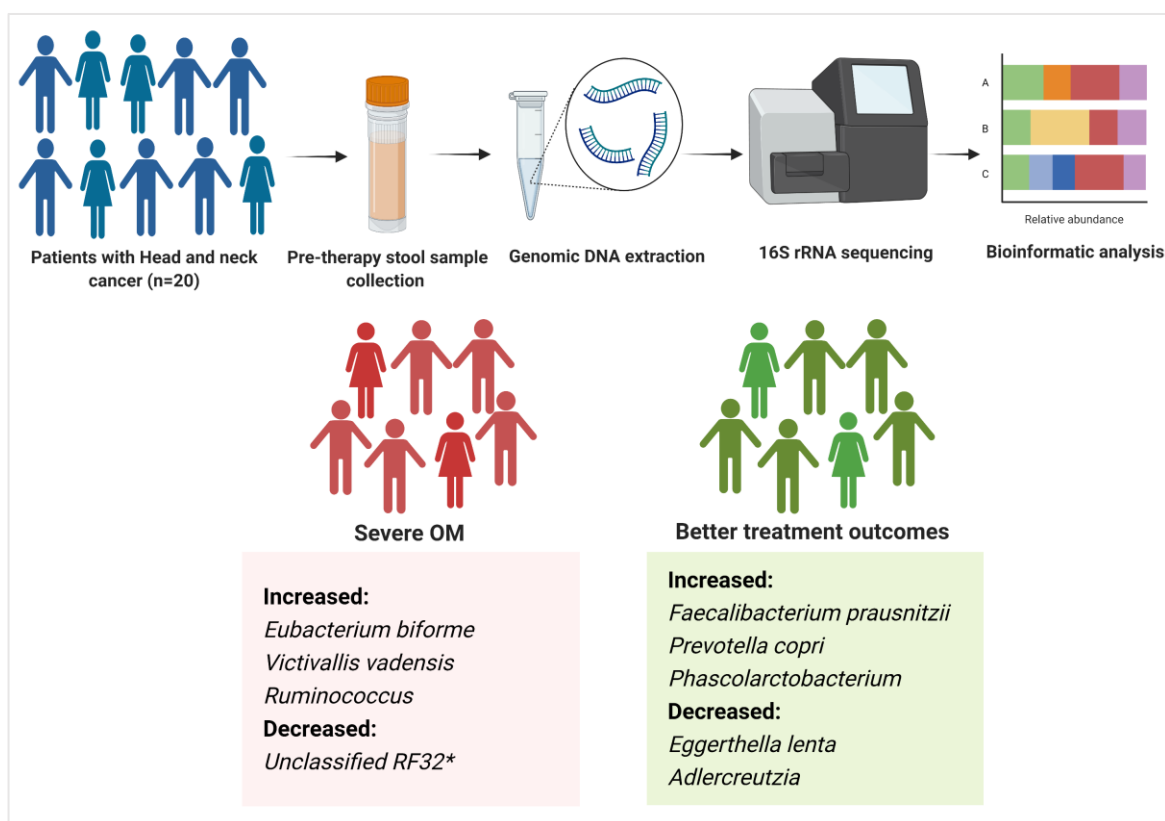 A
B
C
Relative abundance
Patients with Head and neck
cancer (n=20)
Pre-therapy stool sample
collection
Genomic DNA extraction
16S rRNA sequencing
Bioinformatic analysis
Severe OM
Increased:
Eubacterium biforme
Victivallis vadensis
Ruminococcus
Decreased:
Unclassified RF32*
Better treatment outcomes
Increased:
Faecalibacterium prausnitzii
Prevotella copri
Phascolarctobacterium
Decreased:
Eggerthella lenta
Adlercreutzia